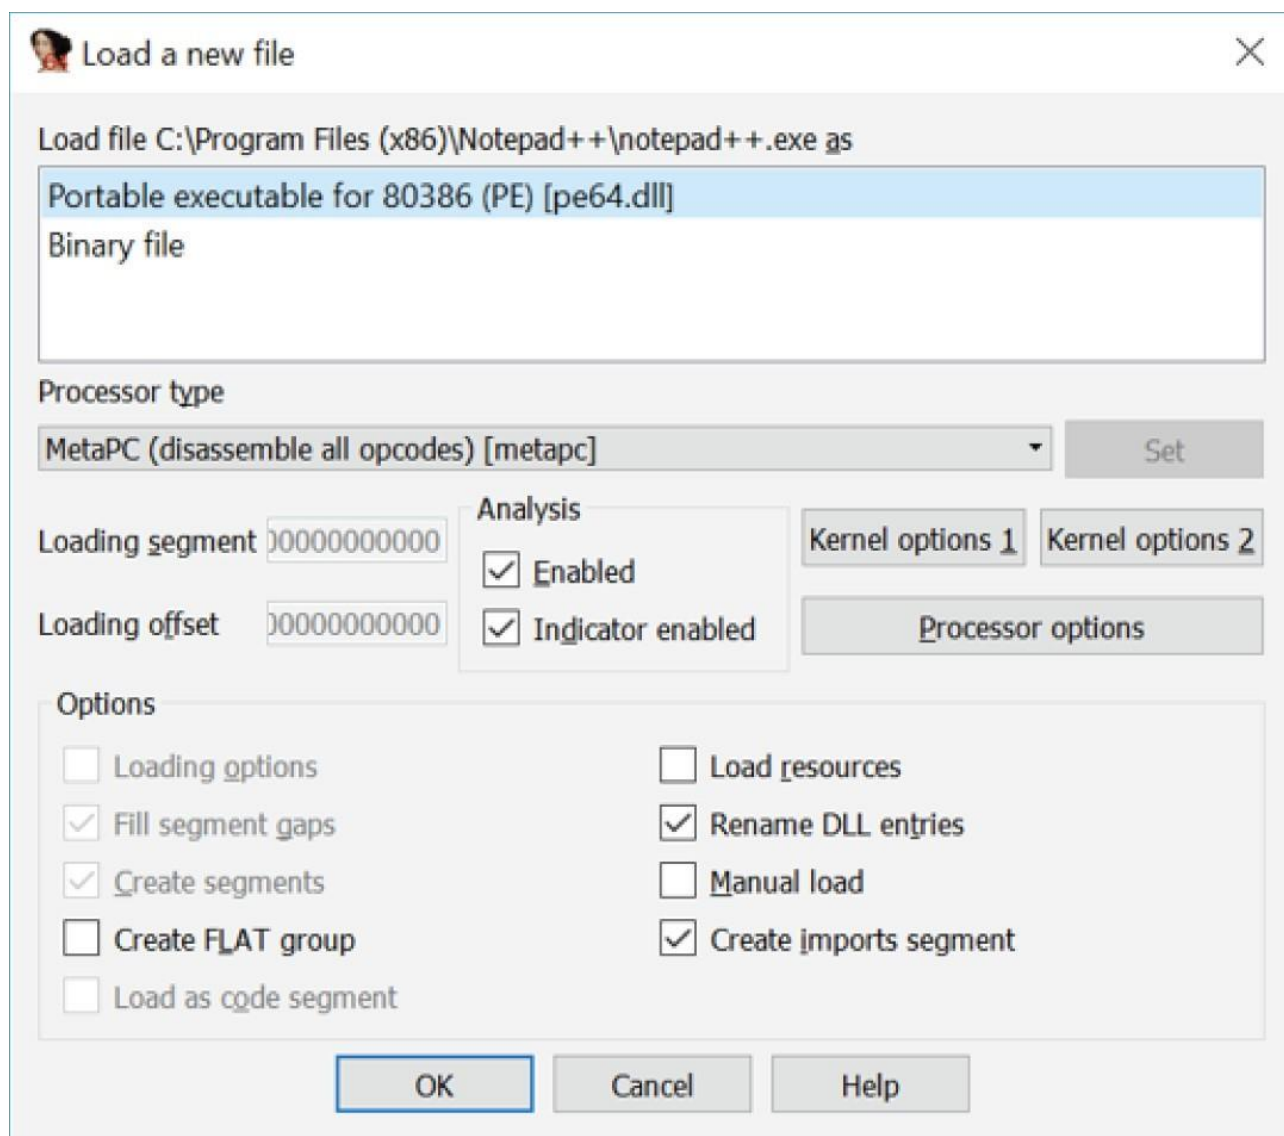 Load a new file
Load file C:\Program Files (x86)\Notepad++\notepad++.exe as
Portable executable for 80386 (PE) [pe64.dll]
Binary file
Processor type
MetaPC (disassemble all opcodes) [metapc]
Set
Loading segment
00000000000
Loading offset
00000000000
Analysis
Enabled
Indicator enabled
Kernel options 1
Kernel options 2
Processor options
Options
Loading options
Fill segment gaps
Create segments
Create FLAT group
Load as code segment
Load resources
Rename DLL entries
Manual load
Create imports segment
OK
Cancel
Help